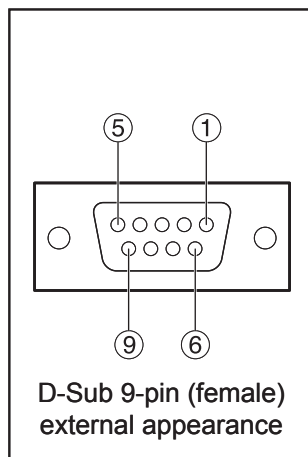 ⑤ ①
⑨ ⑥
D-Sub 9-pin (female)
external appearance